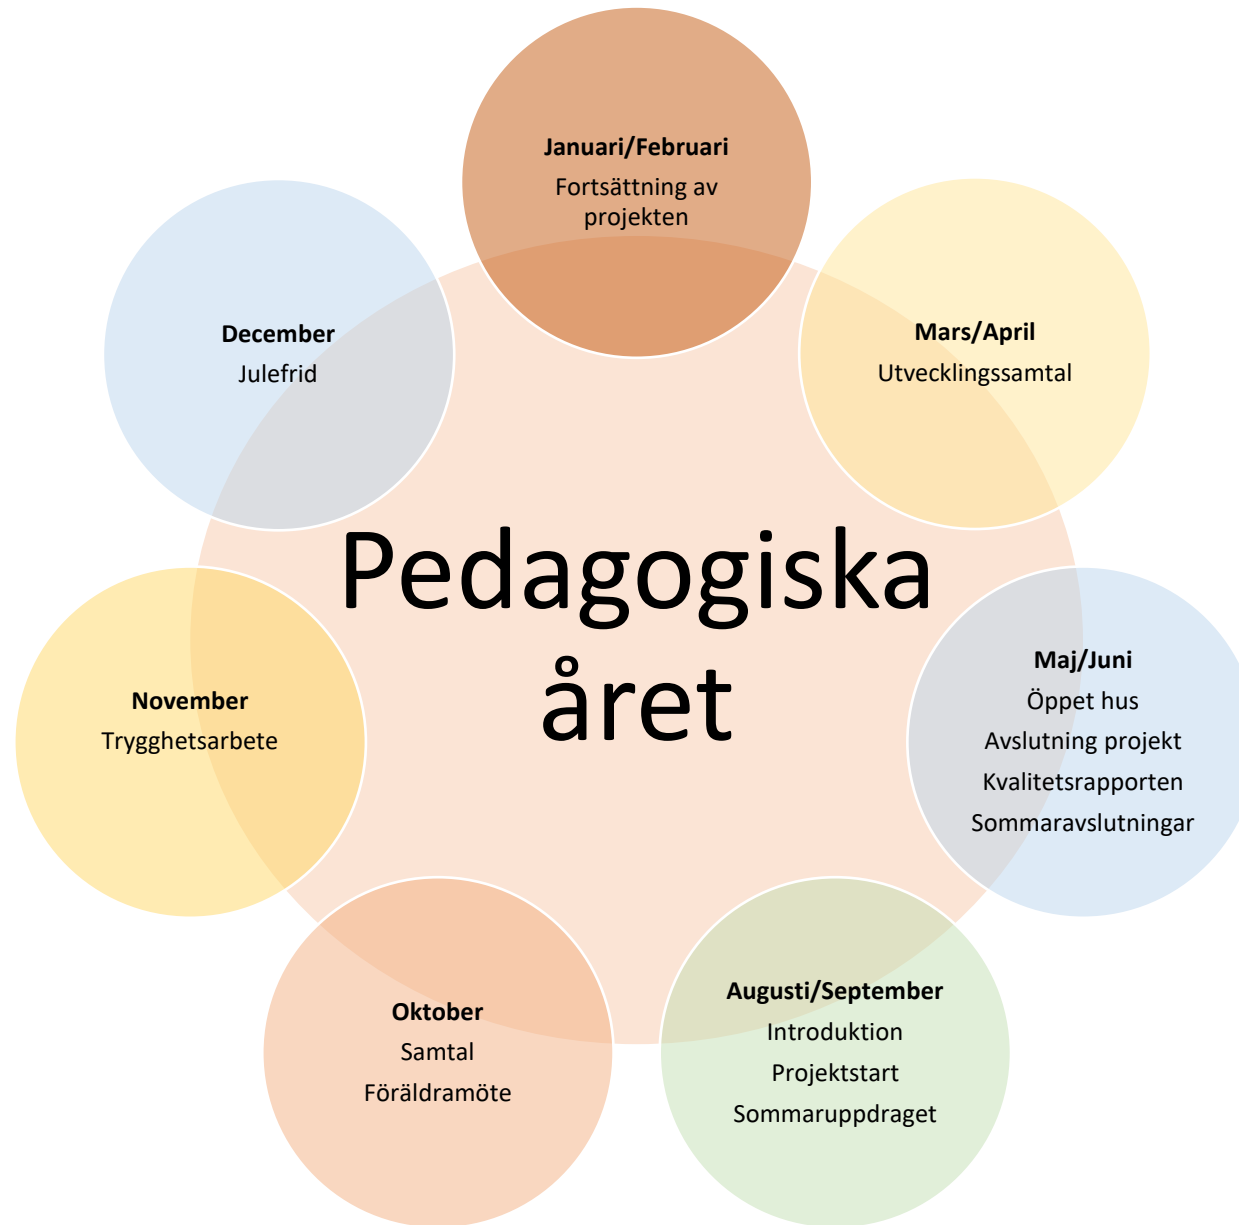 Januari/Februari
Fortsättning av
projekten
Mars/April
Utvecklingssamtal
Maj/Juni
Öppet hus
Avslutning projekt
Kvalitetsrapporten
Sommaravslutningar
Augusti/September
Introduktion
Projektstart
Sommaruppdraget
Oktober
Samtal
Föräldramöte
November
Trygghetsarbete
December
Julefrid
Pedagogiska
året